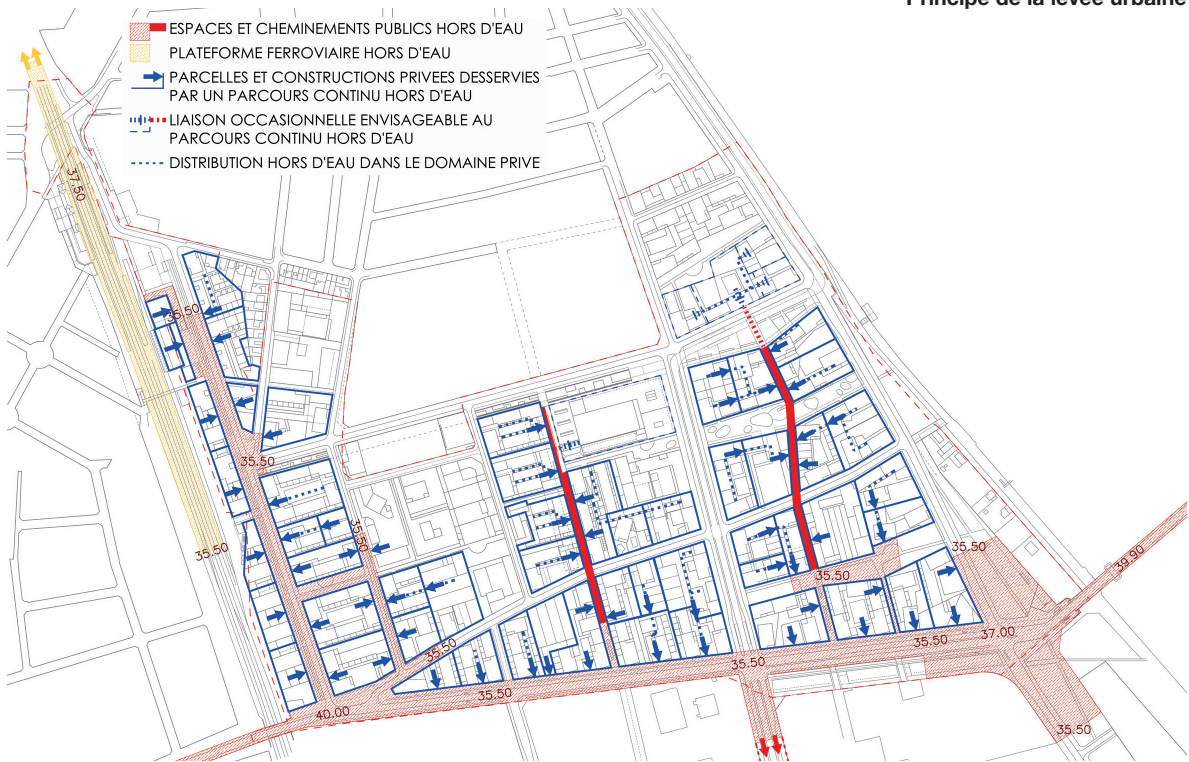 Principe de la levée urbaine
ESPACES ET CHEMINEMENTS PUBLICS HORS D'EAU
PLATEFORME FERROVIAIRE HORS D'EAU
PARCELLES ET CONSTRUCTIONS PRIVEES DESSERVIES
PAR UN PARCOURS CONTINU HORS D'EAU
LIAISON OCCASIONNELLE ENVISAGEABLE AU
PARCOURS CONTINU HORS D'EAU
DISTRIBUTION HORS D'EAU DANS LE DOMAINE PRIVE
37.50
35.50
35.50
35.50
35.50
35.50
35.50
39.90
35.50
35.50
37.00
35.50
35.50
35.50
40.00
35.50